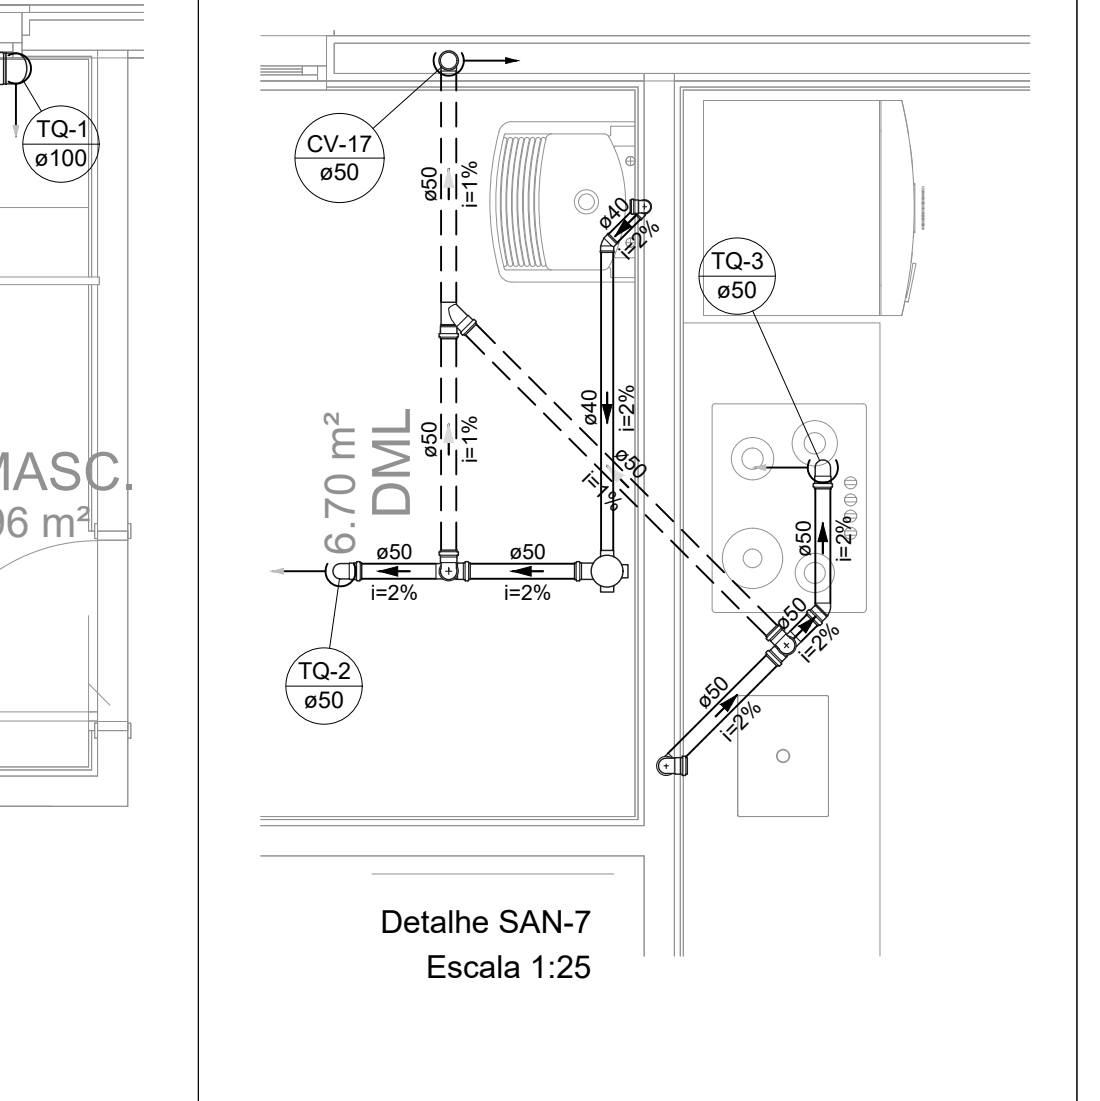 TQ-1
ø100
MASC.
96 m²
CV-17
ø50
ø50
i=1%
ø40
i=2%
TQ-3
ø50
ø40
i=2%
ø50
i=1%
6.70 m²
DML
ø50
i=1%
ø50
i=2%
ø50
i=2%
ø50
i=2%
ø50
i=2%
ø50
i=2%
TQ-2
ø50
Detalhe SAN-7
Escala 1:25